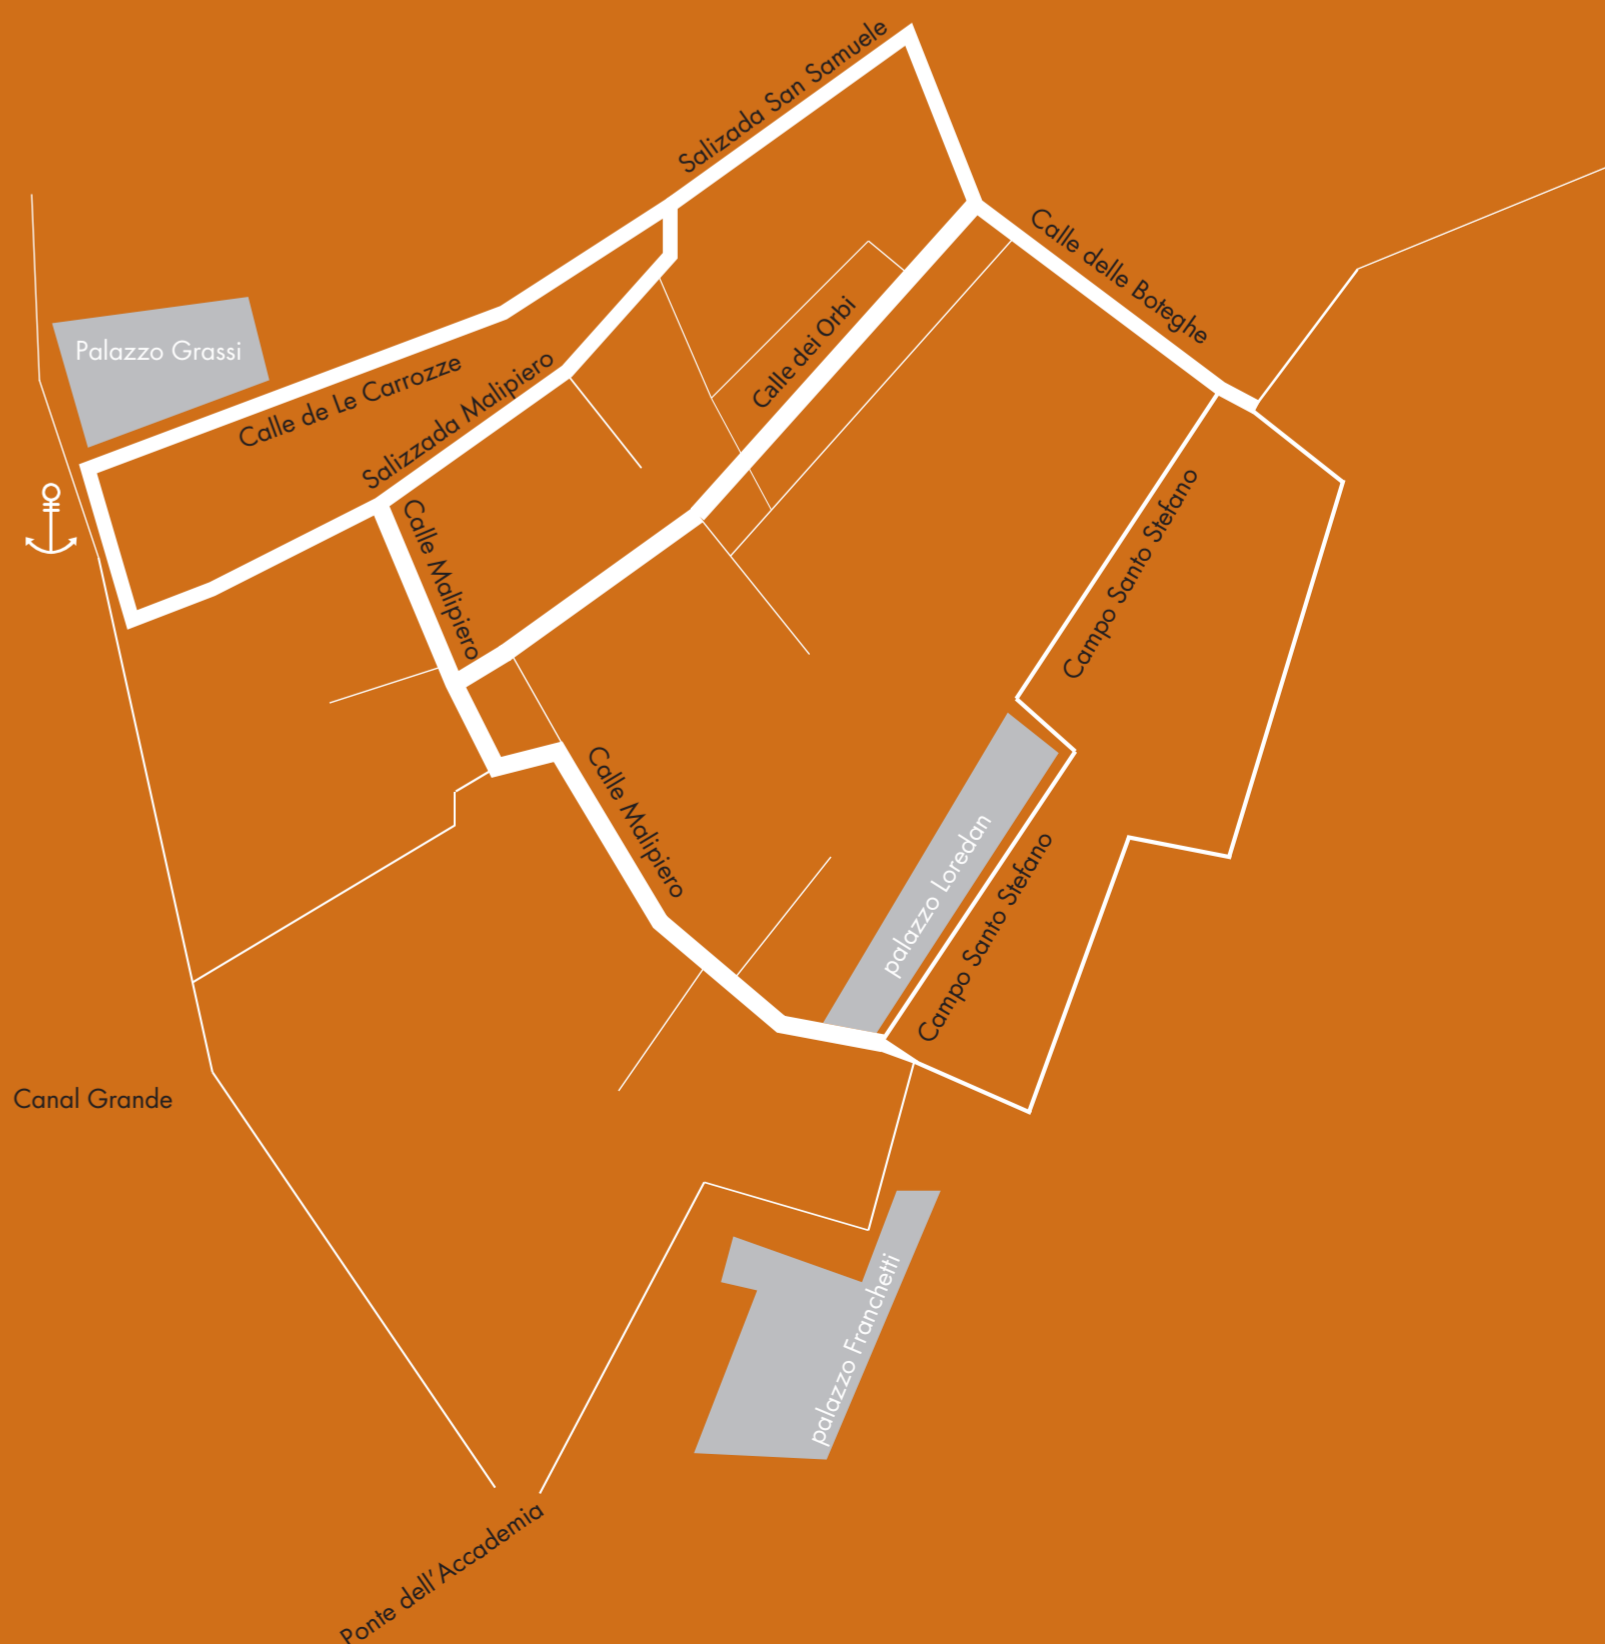 Salizada San Samuele
Calle delle Boteghe
Palazzo Grassi
Calle de Le Carrozze
Salizzada Malipiero
Calle dei Orbi
Calle Malipiero
Campo Santo Stefano
Calle Malipiero
palazzo Loredan
Campo Santo Stefano
Canal Grande
palazzo Franchetti
Ponte dell'Accademia